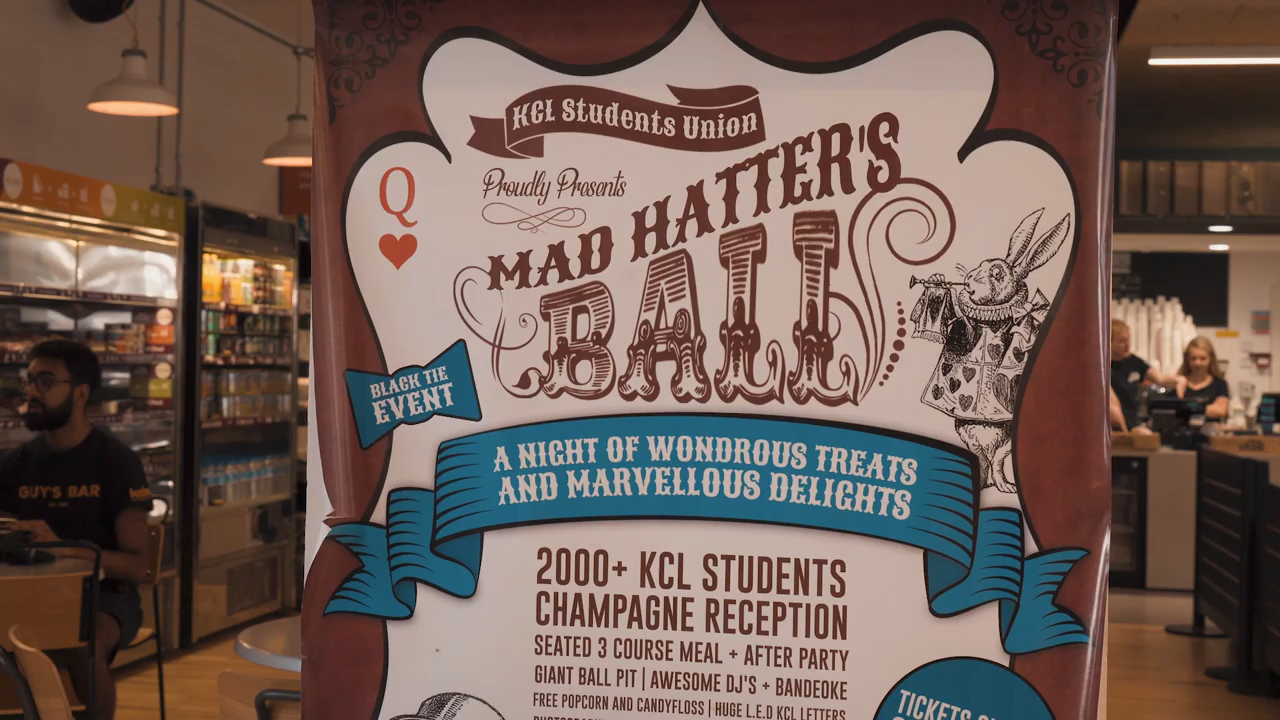 KCL Students Union
Proudly Presents
MAD HATTER'S
BALL
Q
BLACK TIE
EVENT
A NIGHT OF WONDROUS TREATS
AND MARVELLOUS DELIGHTS
2000+ KCL STUDENTS
CHAMPAGNE RECEPTION
SEATED 3 COURSE MEAL + AFTER PARTY
GIANT BALL PIT | AWESOME DJ'S + BANDEOKE
FREE POPCORN AND CANDYFLOSS | HUGE L.E.D KCL LETTERS
TICKETS
GUY'S BAR